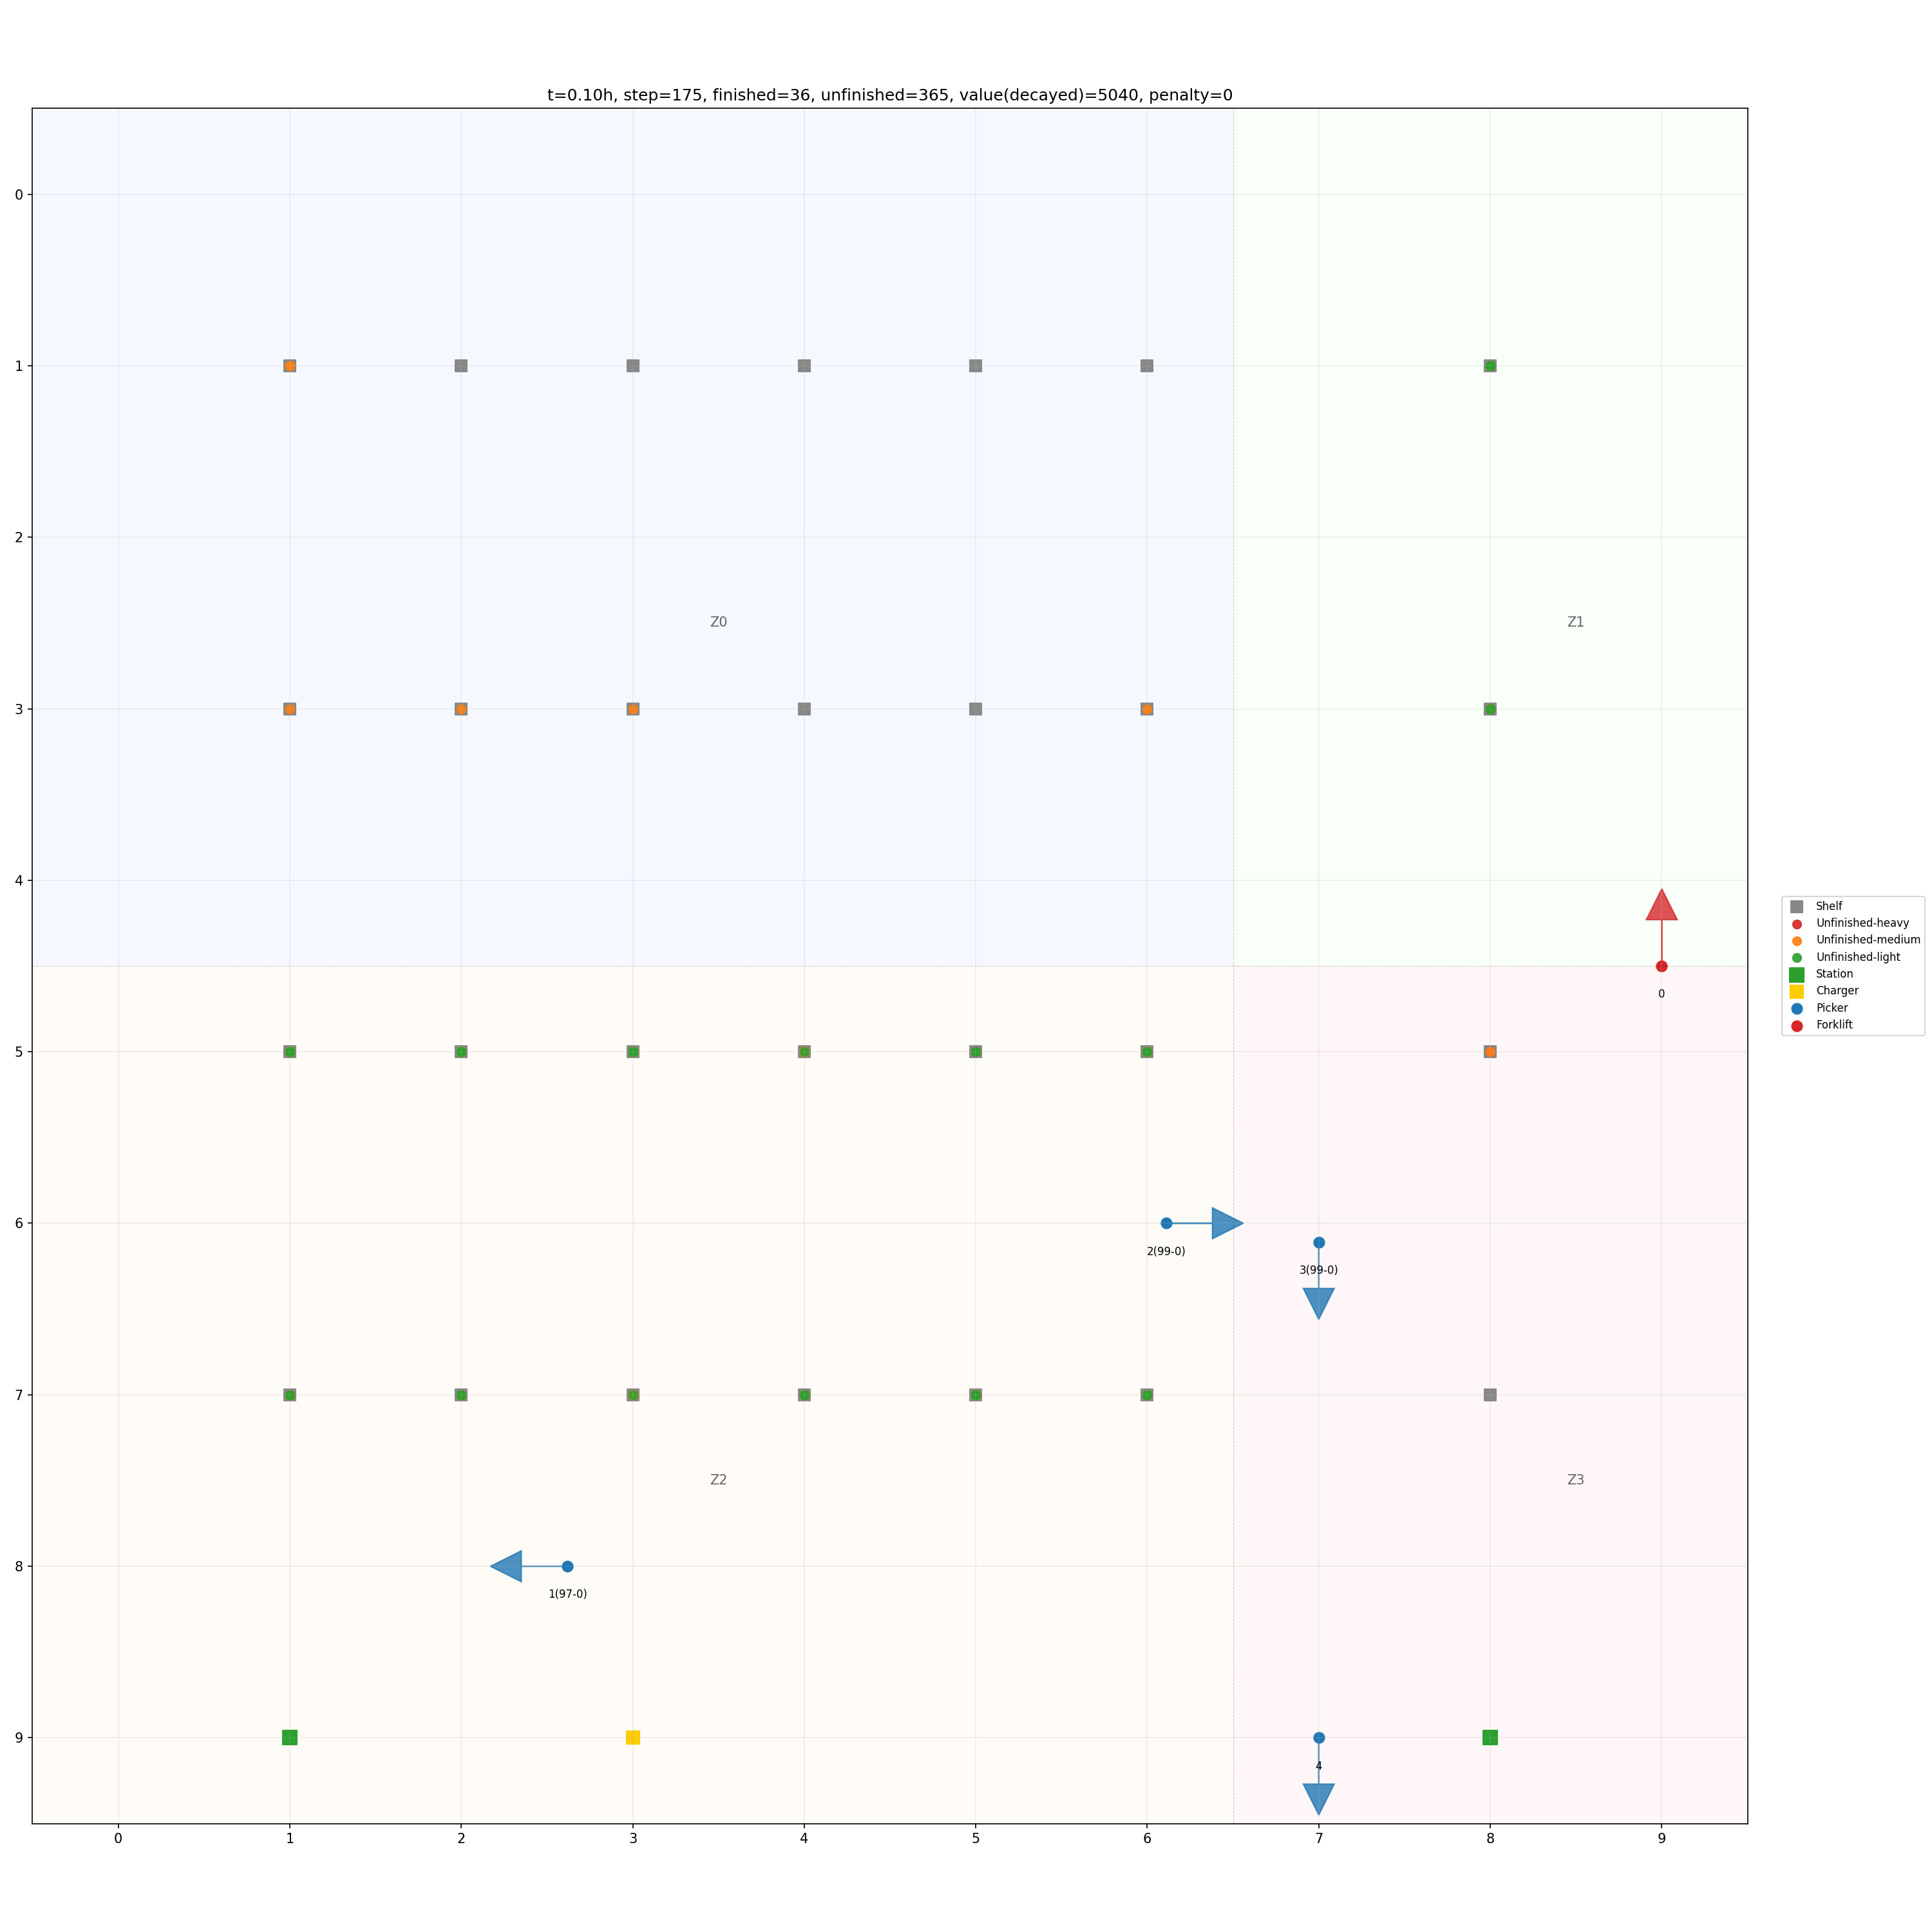 t=0.10h, step=175, finished=36, unfinished=365, value(decayed)=5040, penalty=0
0
1
2
Z0
Z1
3
4
0
Shelf
Unfinished-heavy
Unfinished-medium
Unfinished-light
Station
Charger
Picker
Forklift
5
6
2(99-0)
3(99-0)
7
Z2
Z3
8
1(97-0)
9
4
0 1 2 3 4 5 6 7 8 9